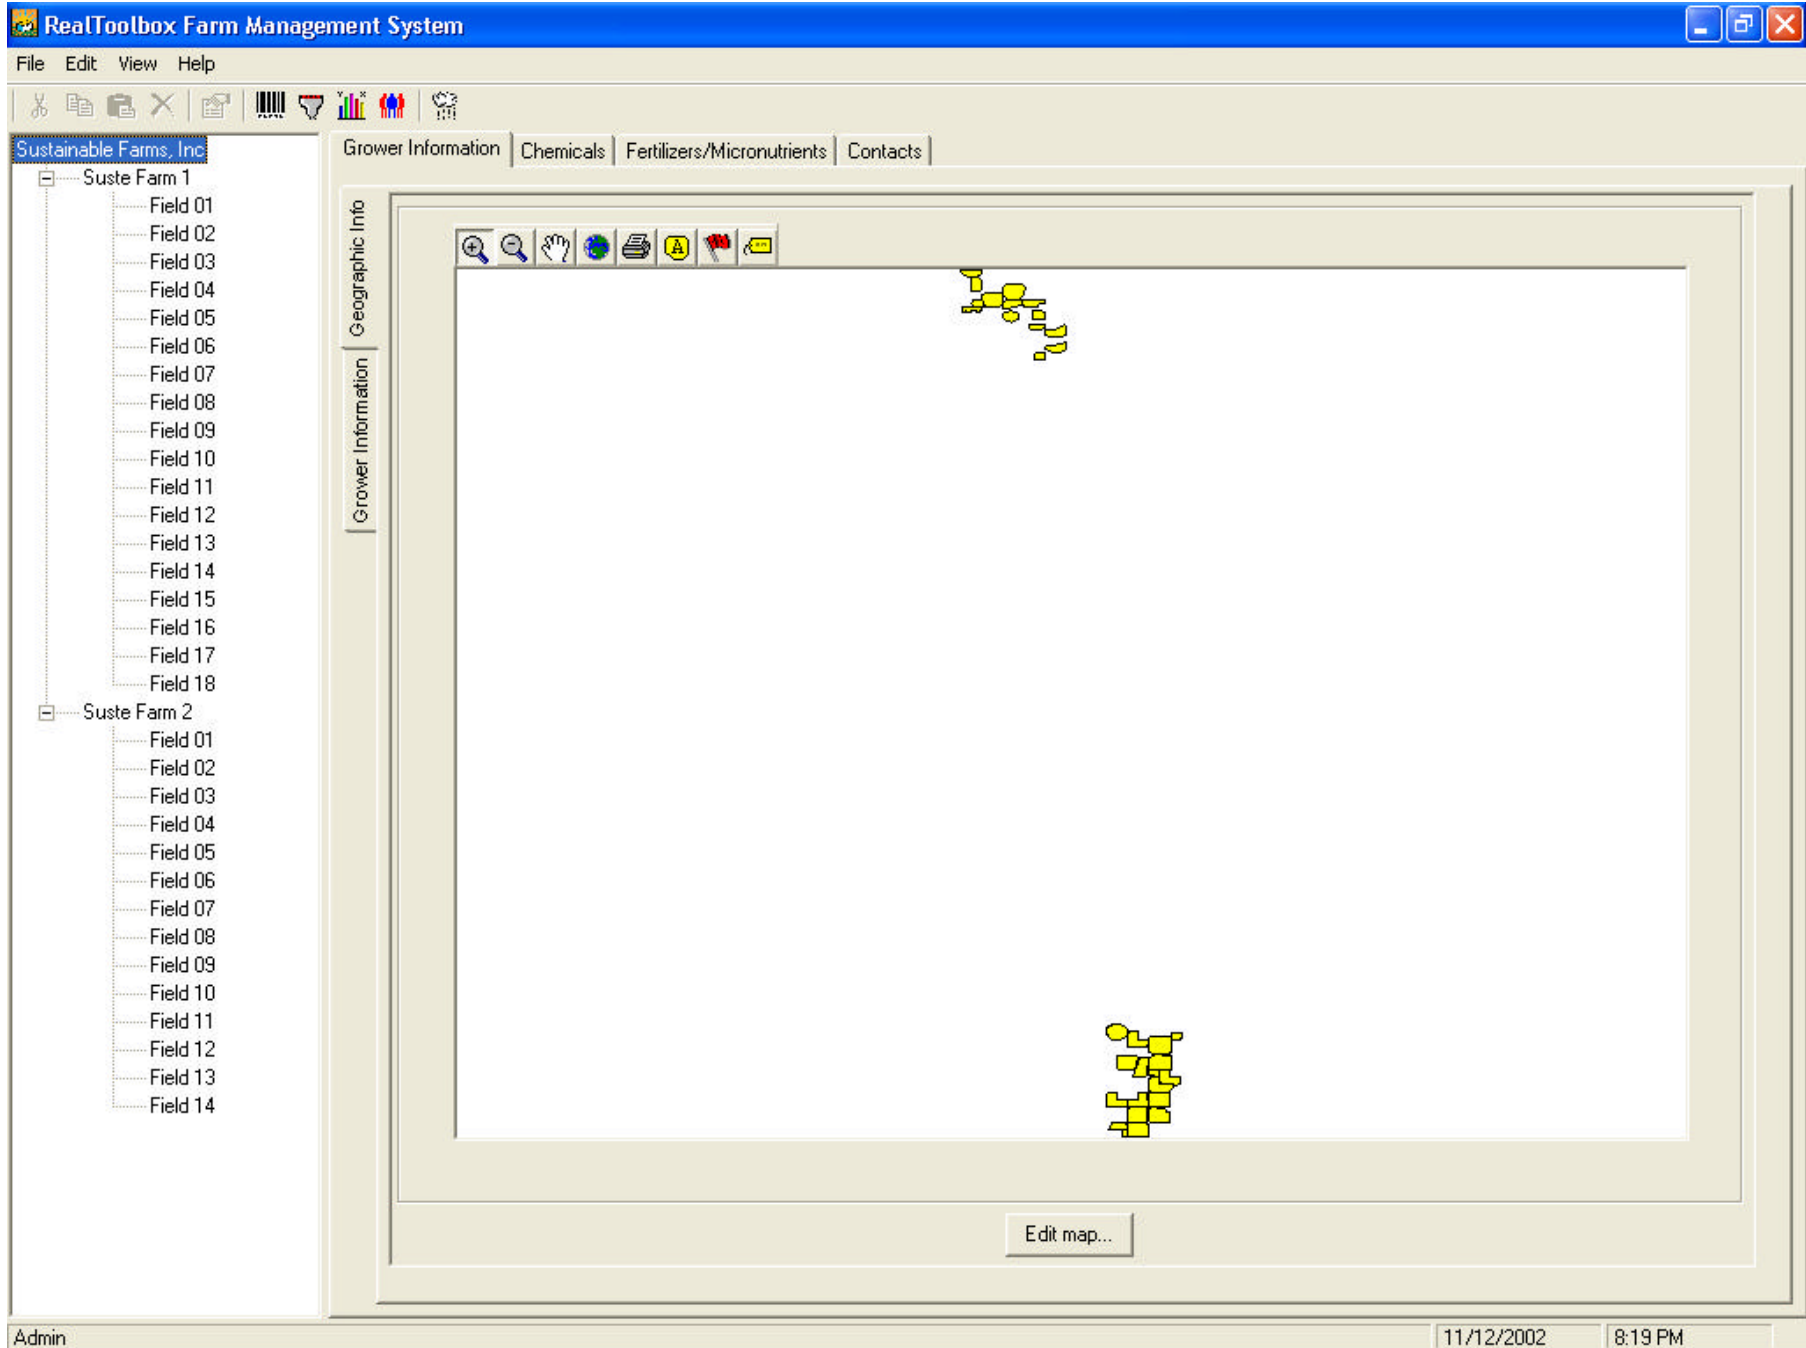 RealToolbox Farm Management System
File Edit View Help
Sustainable Farms, Inc
Suste Farm 1
Field 01
Field 02
Field 03
Field 04
Field 05
Field 06
Field 07
Field 08
Field 09
Field 10
Field 11
Field 12
Field 13
Field 14
Field 15
Field 16
Field 17
Field 18
Suste Farm 2
Field 01
Field 02
Field 03
Field 04
Field 05
Field 06
Field 07
Field 08
Field 09
Field 10
Field 11
Field 12
Field 13
Field 14
Grower Information Chemicals Fertilizers/Micronutrients Contacts
Geographic Info
Grower Information
A
Edit map...
Admin 11/12/2002 8:19 PM